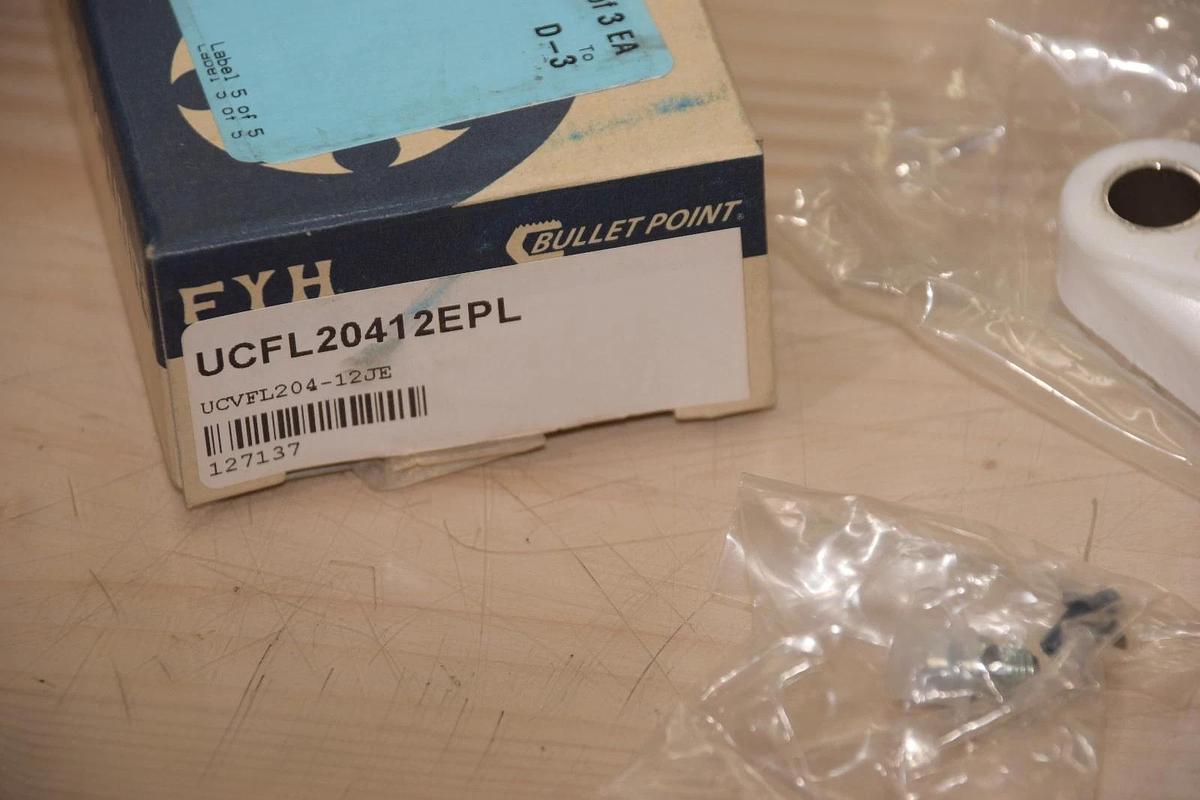 of 3 EA
To
D-3
Label 5 of 5
Label 5 of 5
BULLET POINT®
FYH
UCFL20412EPL
UCVFL204-12JE
127137